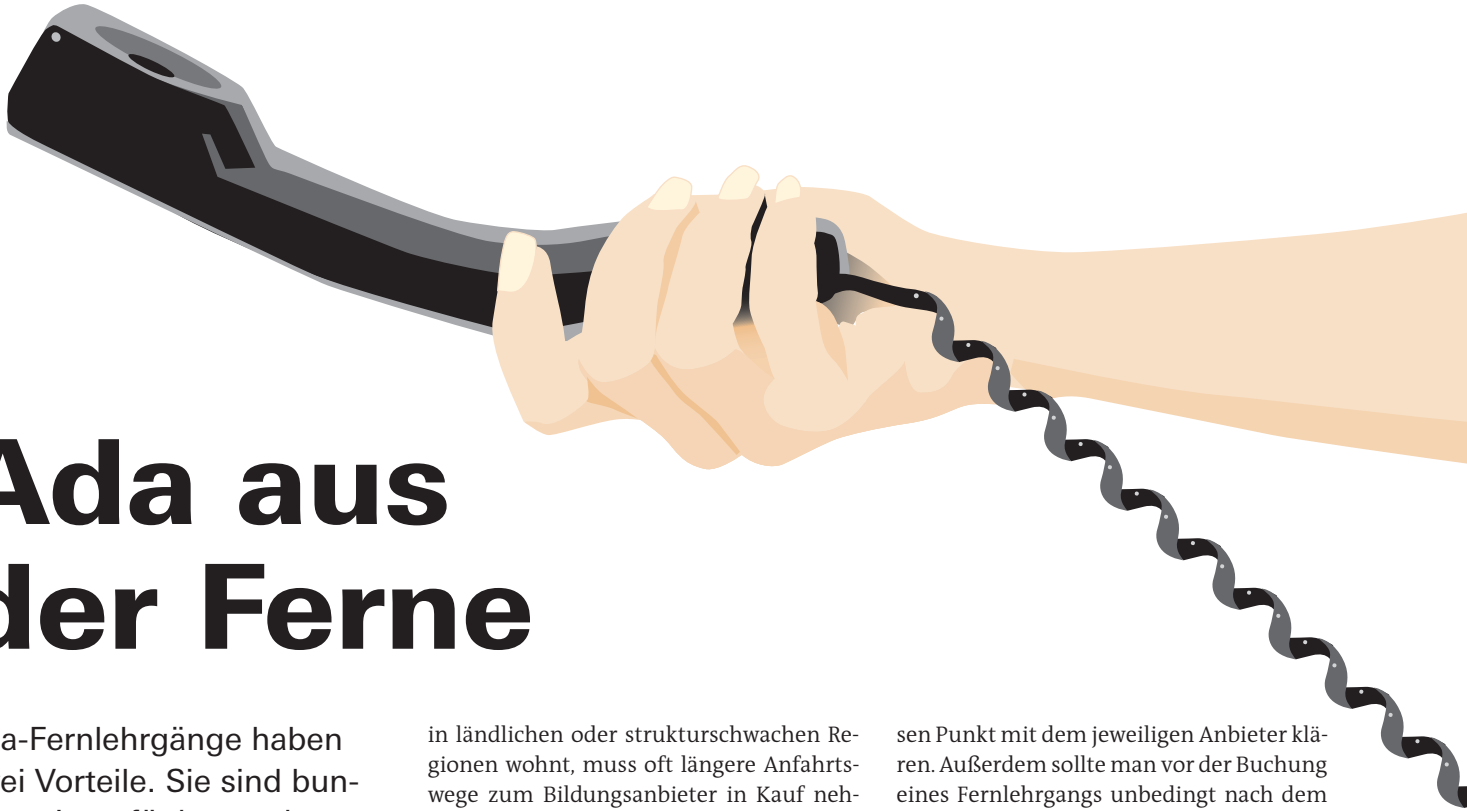 Ada aus
der Ferne
a-Fernlehrgänge haben
ei Vorteile. Sie sind bun-
in ländlichen oder strukturschwachen Re-
gionen wohnt, muss oft längere Anfahrts-
wege zum Bildungsanbieter in Kauf neh-
sen Punkt mit dem jeweiligen Anbieter klä-
ren. Außerdem sollte man vor der Buchung
eines Fernlehrgangs unbedingt nach dem